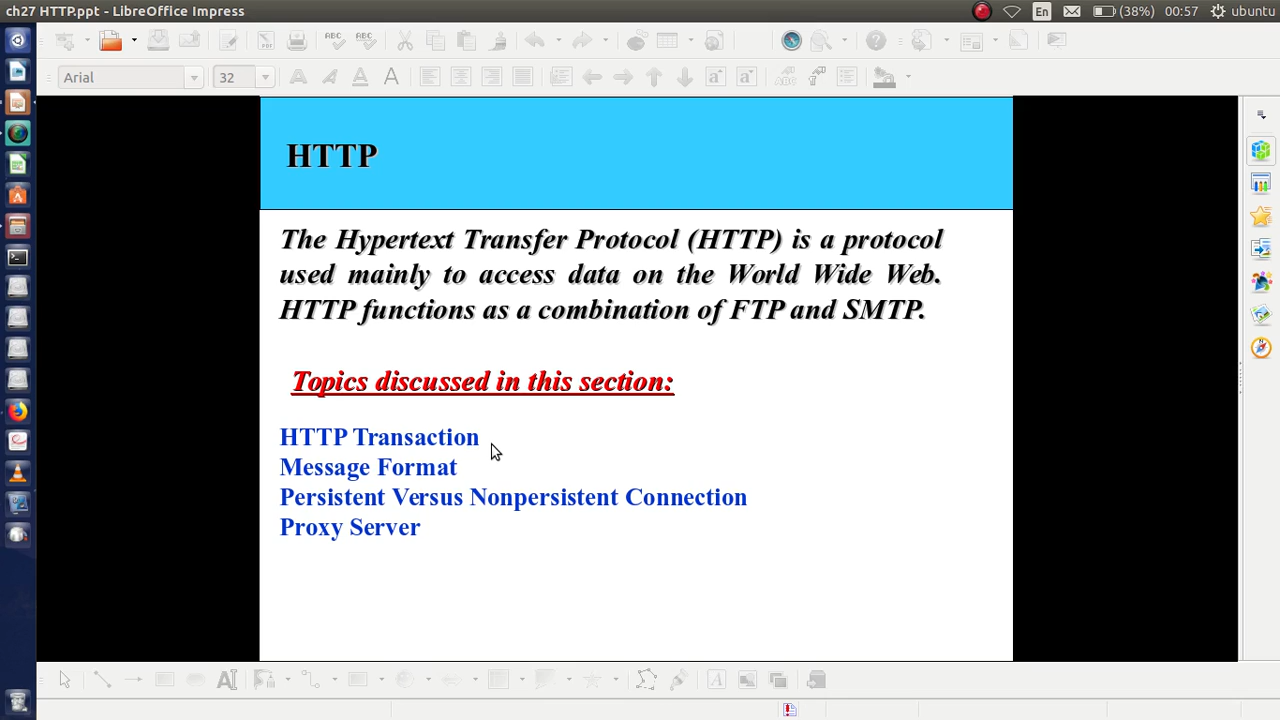 ch27 HTTP.ppt - LibreOffice Impress
En
(38%)
00:57
ubuntu
Arial
32
HTTP
The Hypertext Transfer Protocol (HTTP) is a protocol
used mainly to access data on the World Wide Web.
HTTP functions as a combination of FTP and SMTP.
Topics discussed in this section:
HTTP Transaction
Message Format
Persistent Versus Nonpersistent Connection
Proxy Server